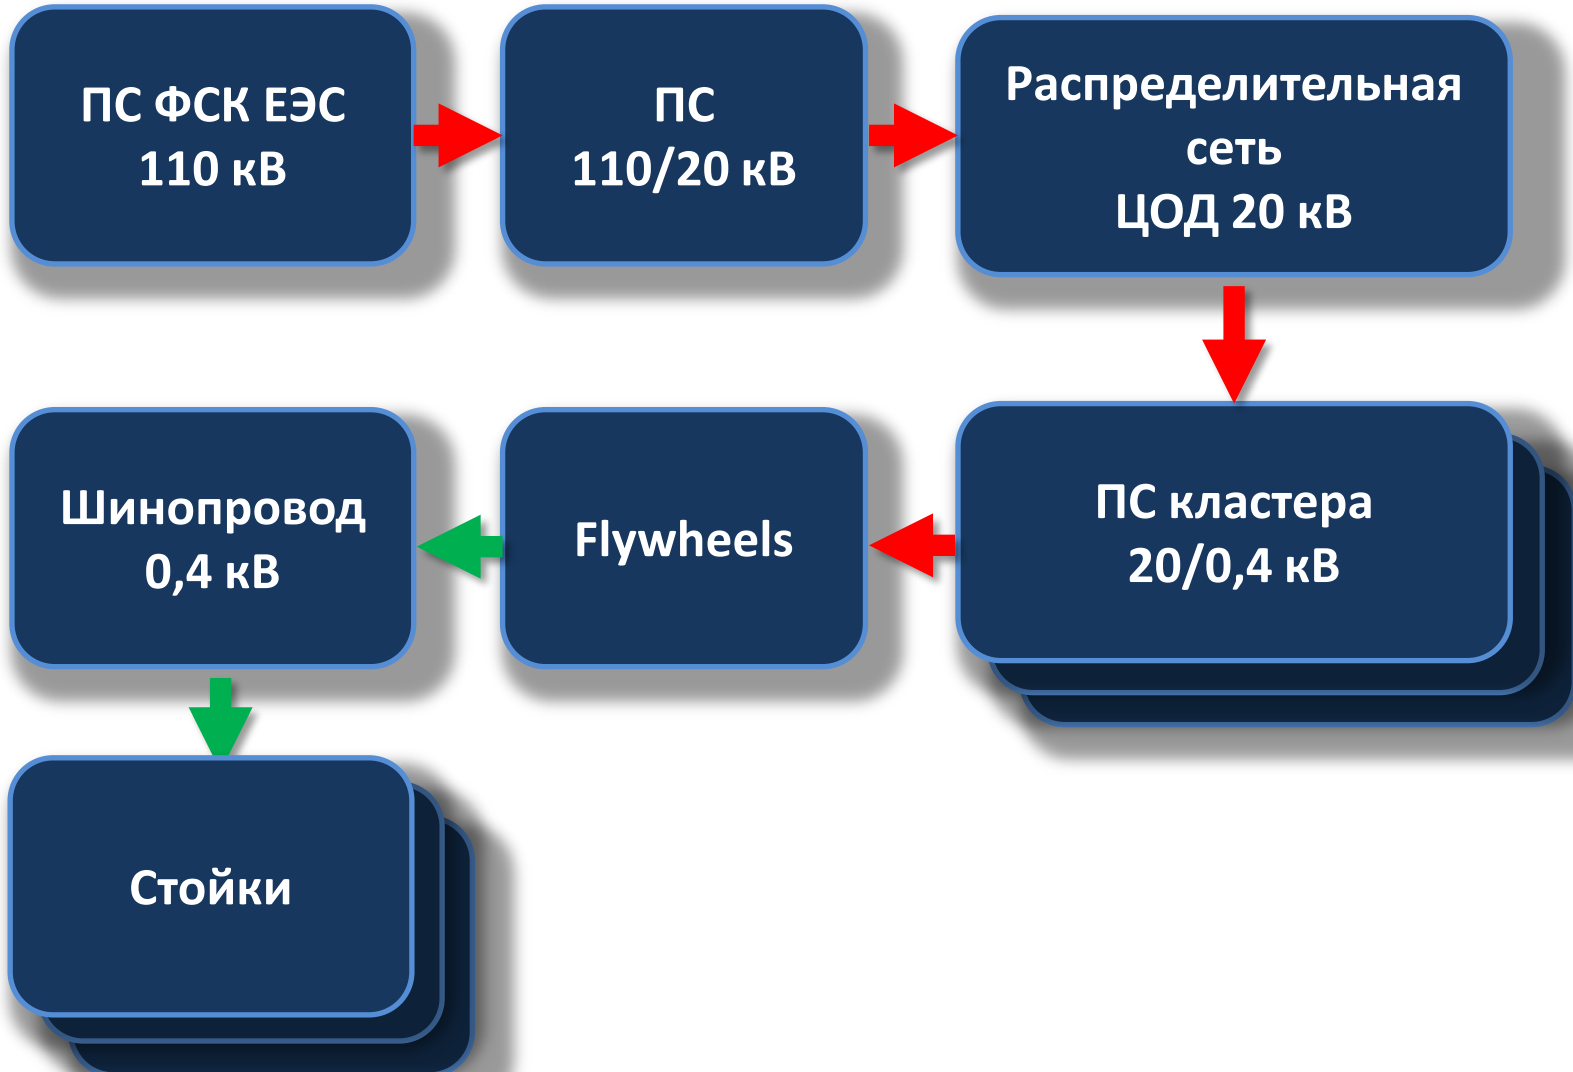 ПС ФСК ЕЭС
110 кВ
ПС
110/20 кВ
Распределительная
сеть
ЦОД 20 кВ
Шинопровод
0,4 кВ
Flywheels
ПС кластера
20/0,4 кВ
Стойки